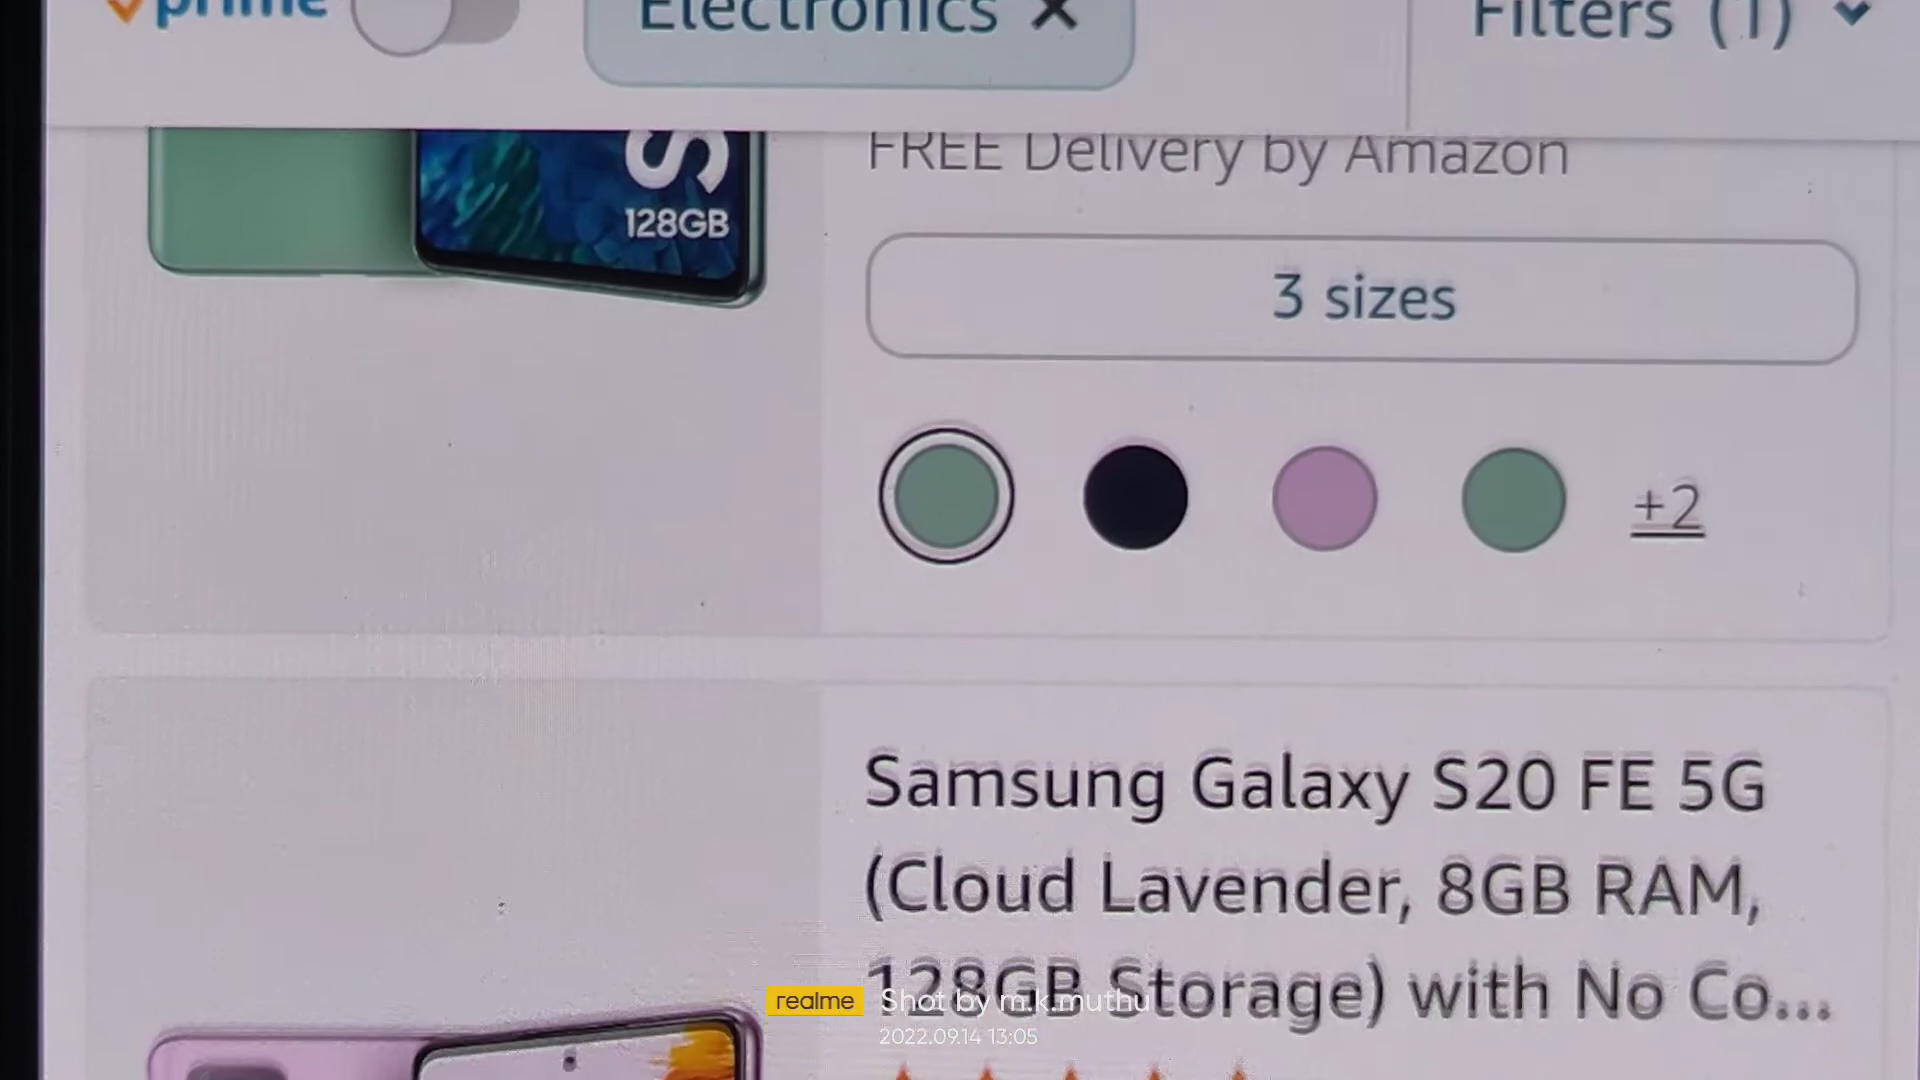 prime
Electronics ✕
Filters (1)
S
128GB
FREE Delivery by Amazon
3 sizes
+2
Samsung Galaxy S20 FE 5G
(Cloud Lavender, 8GB RAM,
128GB Storage) with No Co...
realme Shot by m.k.muthu
2022.09.14 13:05